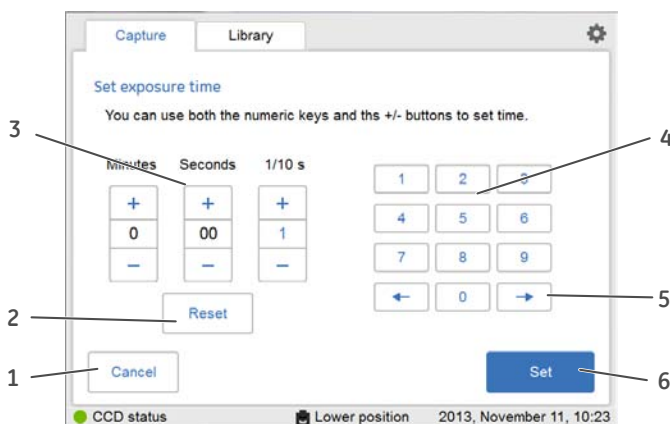 Capture Library
Set exposure time
You can use both the numeric keys and ths +/- buttons to set time.
3
4
Minutes Seconds 1/10 s
1 2 3
+ + +
4 5 6
0 00 1
7 8 9
- - -
← 0 →
5
2
Reset
1
Cancel
Set
6
CCD status Lower position 2013, November 11, 10:23